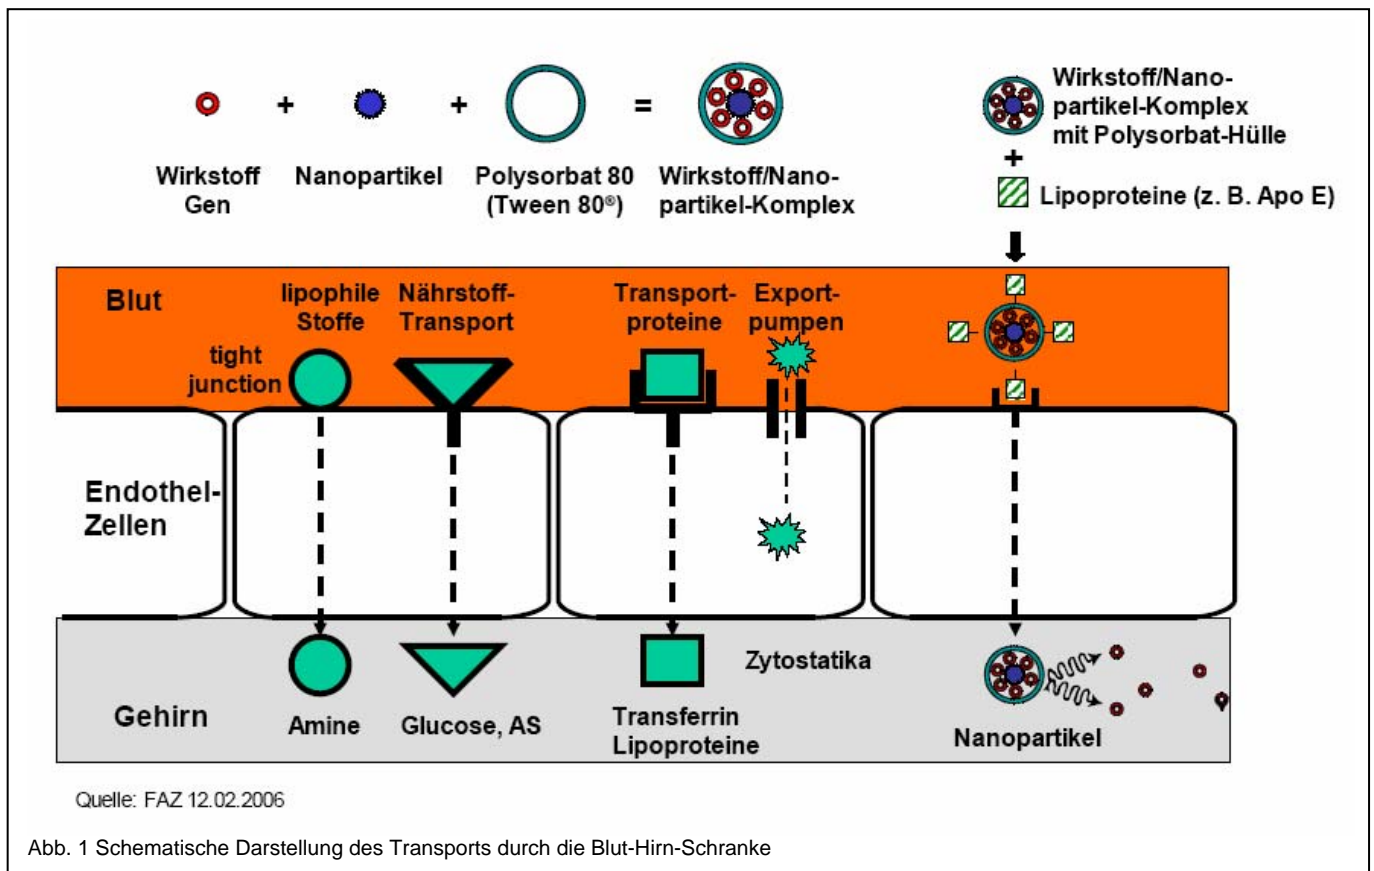 + + =
Wirkstoff
Gen
Nanopartikel
Polysorbat 80
(Tween 80®)
Wirkstoff/Nano-
partikel-Komplex
Wirkstoff/Nano-
partikel-Komplex
mit Polysorbat-Hülle
+
Lipoproteine (z. B. Apo E)
Blut
tight
junction
lipophile
Stoffe
Nährstoff-
Transport
Transport-
proteine
Export-
pumpen
Endothel-
Zellen
Gehirn
Amine
Glucose, AS
Transferrin
Lipoproteine
Zytostatika
Nanopartikel
Quelle: FAZ 12.02.2006
Abb. 1 Schematische Darstellung des Transports durch die Blut-Hirn-Schranke